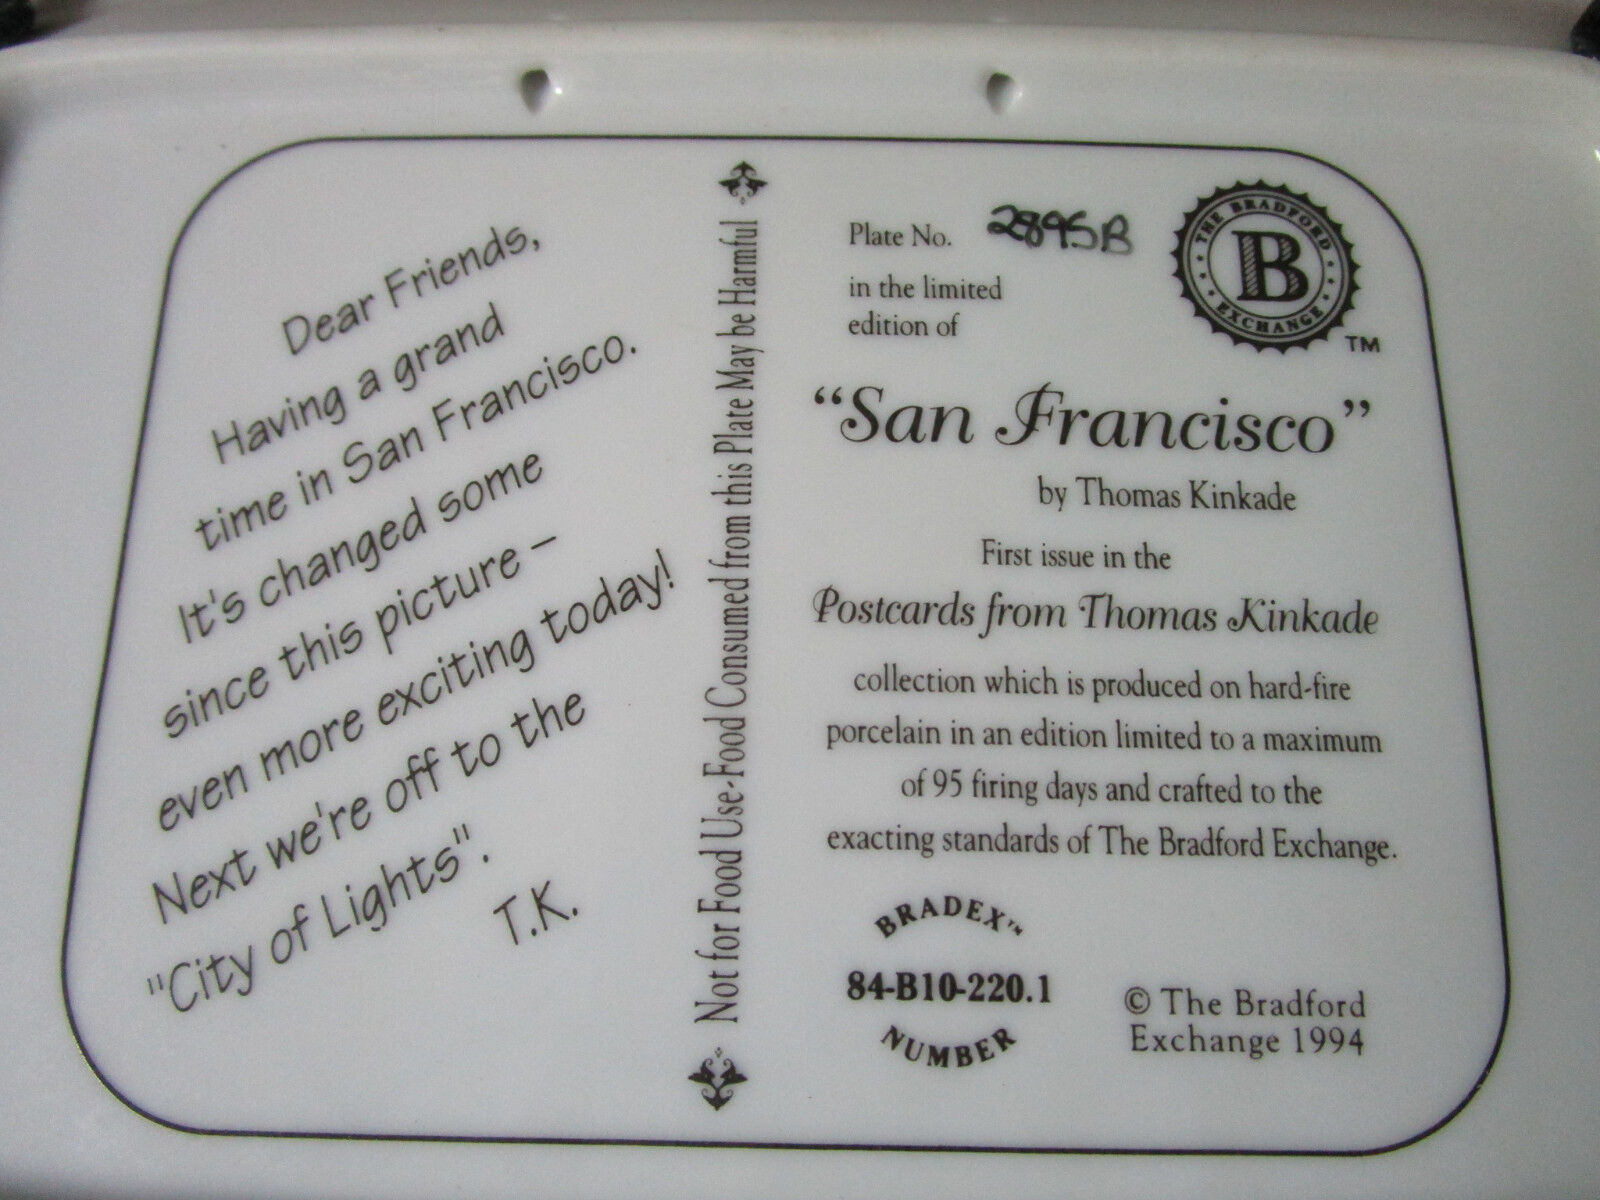 Dear Friends,
Having a grand
time in San Francisco.
It's changed some
since this picture –
even more exciting today!
Next we're off to the
"City of Lights".
T.K.
Not for Food Use-Food Consumed from this Plate May be Harmful
Plate No. 2895B
in the limited
edition of
THE BRADFORD
B
EXCHANGE
TM
“San Francisco”
by Thomas Kinkade
First issue in the
Postcards from Thomas Kinkade
collection which is produced on hard-fire
porcelain in an edition limited to a maximum
of 95 firing days and crafted to the
exacting standards of The Bradford Exchange.
BRADEX™
84-B10-220.1
NUMBER
© The Bradford
Exchange 1994